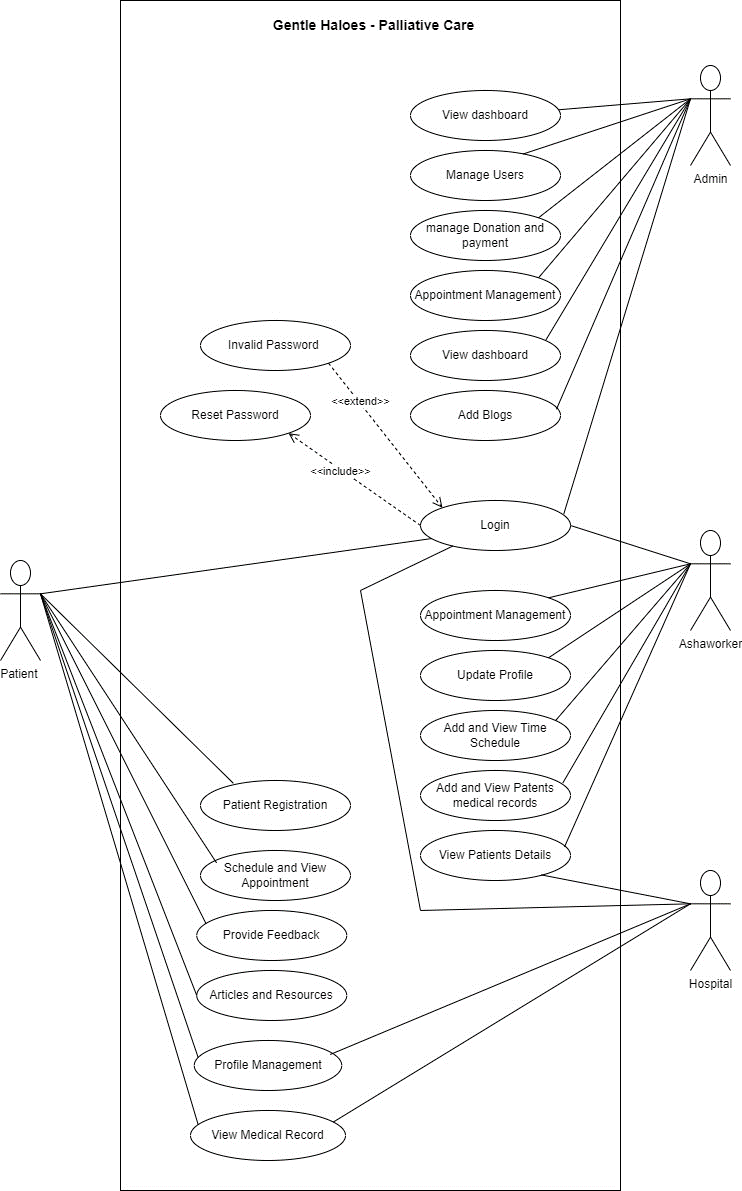 Gentle Haloes - Palliative Care
View dashboard
Admin
Manage Users
manage Donation and
payment
Appointment Management
Invalid Password
View dashboard
<<extend>>
Reset Password
Add Blogs
<<include>>
Login
Appointment Management
Ashaworker
Patient
Update Profile
Add and View Time
Schedule
Add and View Patents
medical records
Patient Registration
View Patients Details
Schedule and View
Appointment
Provide Feedback
Hospital
Articles and Resources
Profile Management
View Medical Record